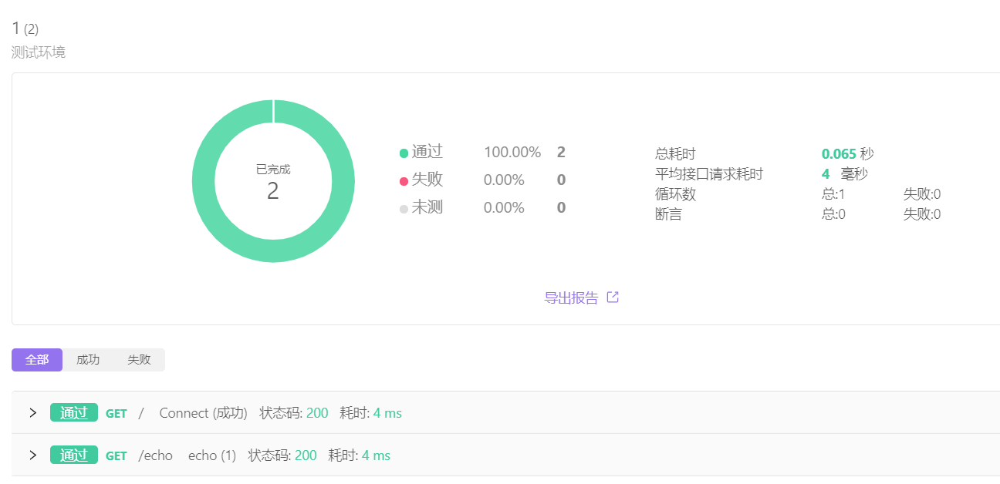 1 (2)
测试环境
已完成
2
通过 100.00% 2
失败 0.00% 0
未测 0.00% 0
总耗时 0.065 秒
平均接口请求耗时 4 毫秒
循环数 总:1 失败:0
断言 总:0 失败:0
导出报告
全部 成功 失败
通过 GET / Connect (成功) 状态码: 200 耗时: 4 ms
通过 GET /echo echo (1) 状态码: 200 耗时: 4 ms